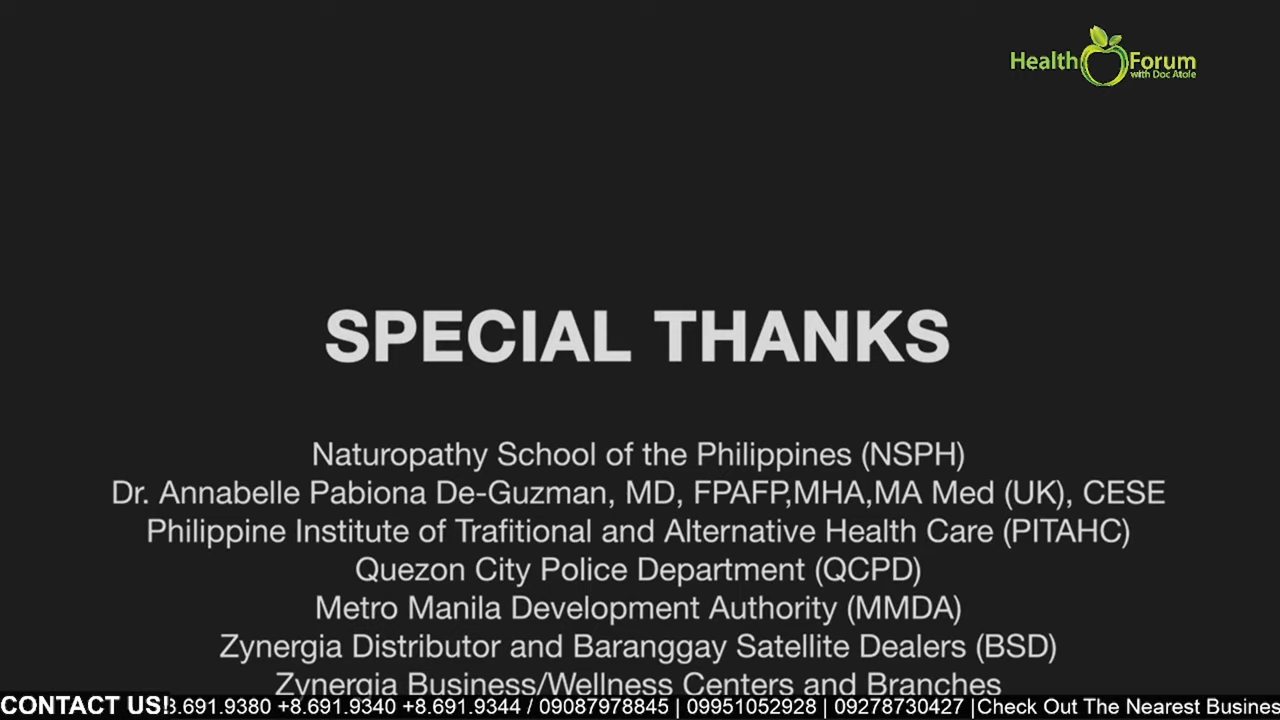 Health Forum
with Doc Atole
SPECIAL THANKS
Naturopathy School of the Philippines (NSPH)
Dr. Annabelle Pabiona De-Guzman, MD, FPAFP,MHA,MA Med (UK), CESE
Philippine Institute of Trafitional and Alternative Health Care (PITAHC)
Quezon City Police Department (QCPD)
Metro Manila Development Authority (MMDA)
Zynergia Distributor and Baranggay Satellite Dealers (BSD)
Zynergia Business/Wellness Centers and Branches
CONTACT US! 8.691.9380 +8.691.9340 +8.691.9344 / 09087978845 | 09951052928 | 09278730427 |Check Out The Nearest Busines